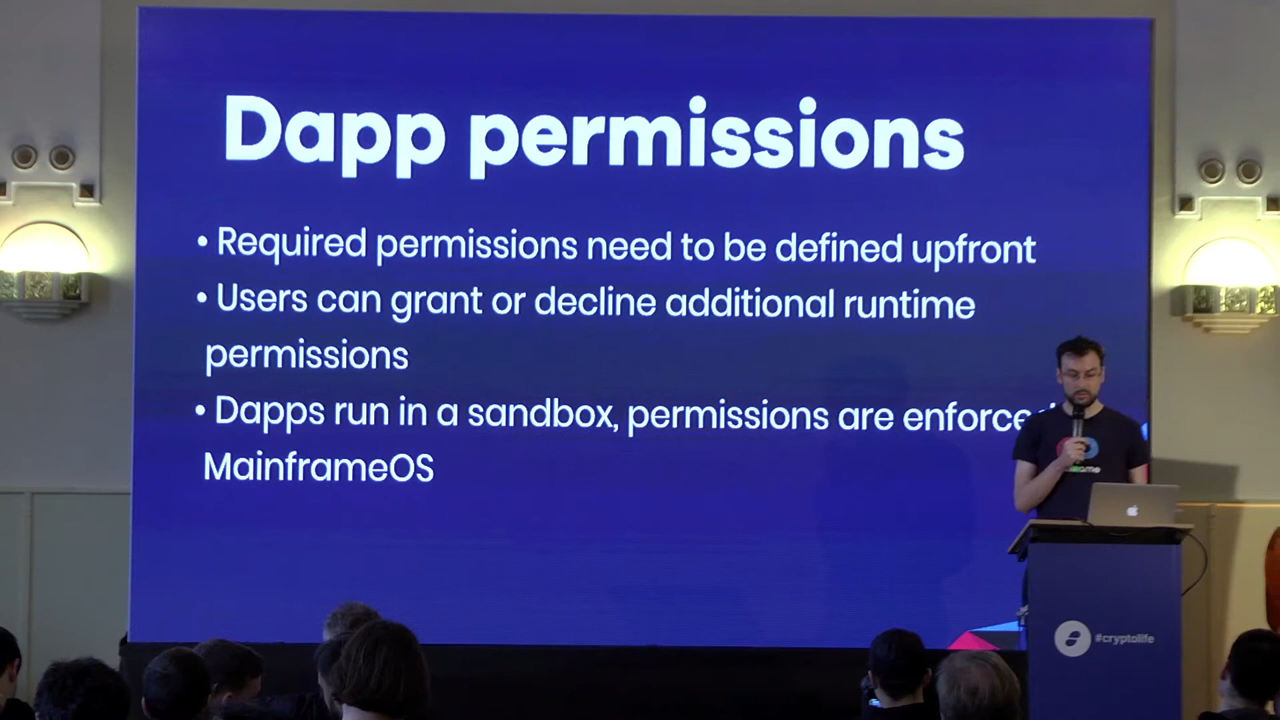 Dapp permissions
• Required permissions need to be defined upfront
• Users can grant or decline additional runtime
permissions
• Dapps run in a sandbox, permissions are enforce
MainframeOS
#cryptolife